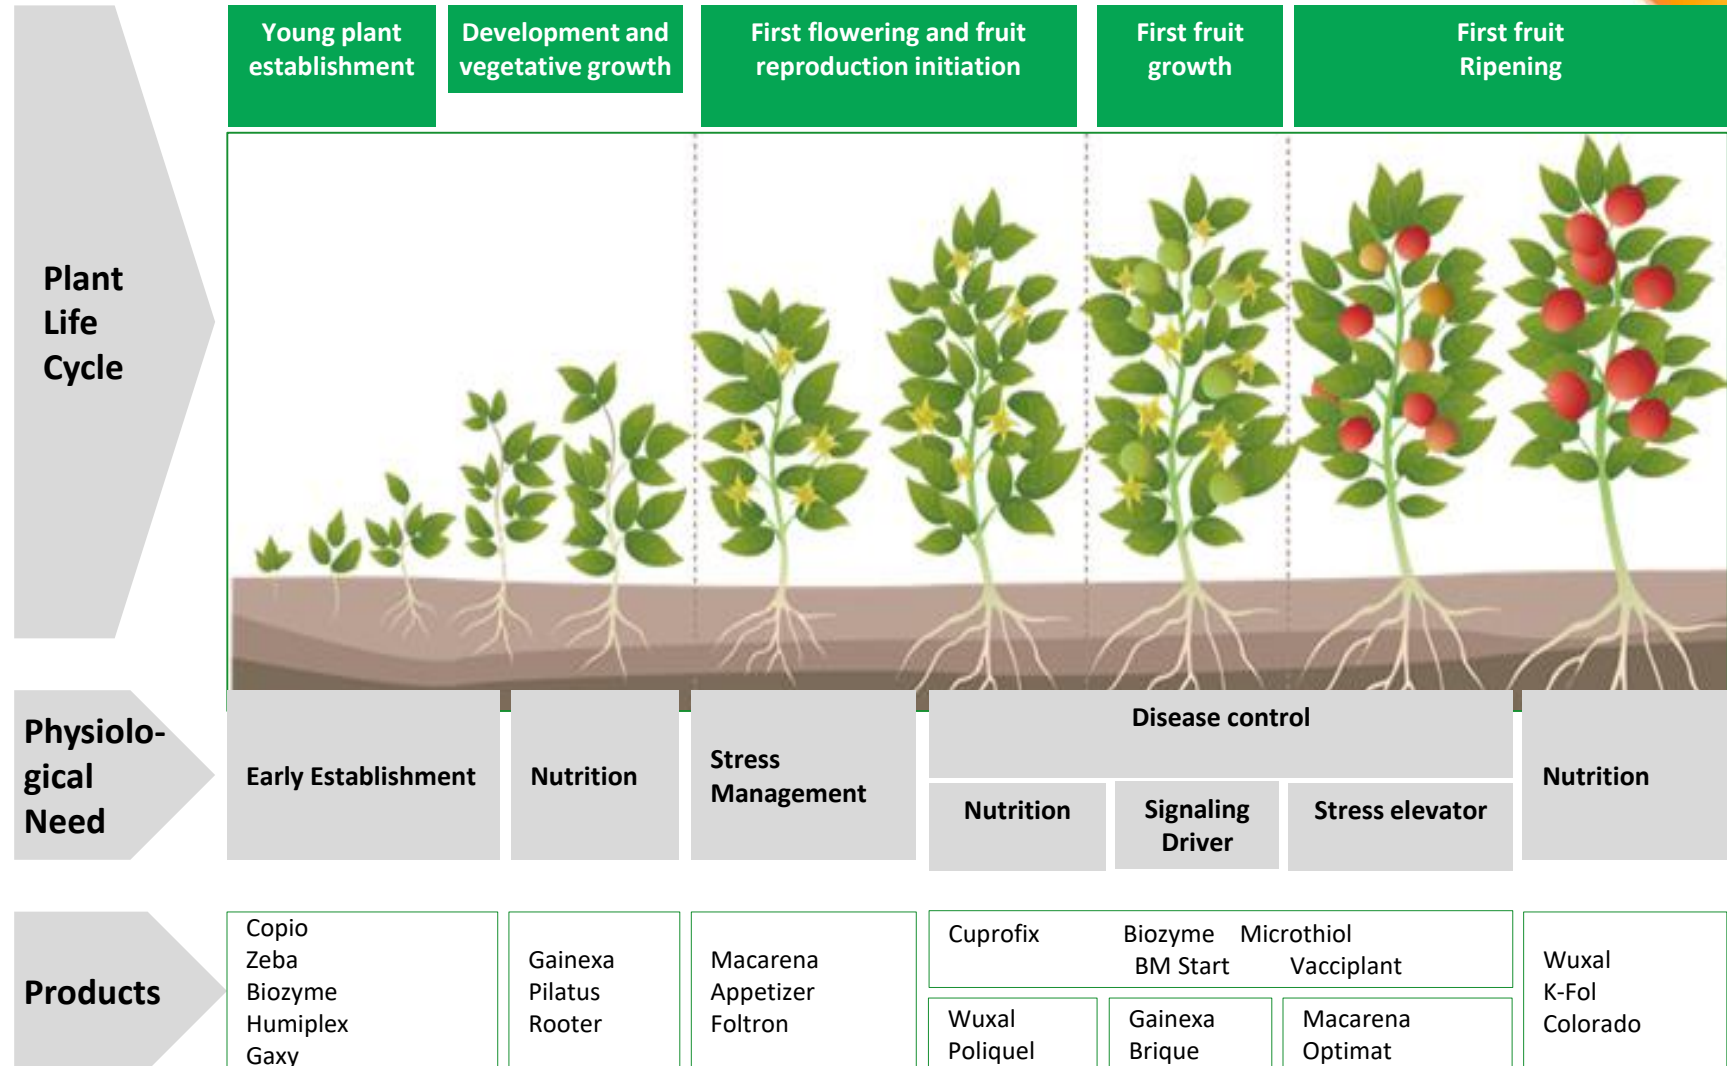 Young plant
establishment
Development and
vegetative growth
First flowering and fruit
reproduction initiation
First fruit
growth
First fruit
Ripening
Plant
Life
Cycle
Physiolo-
gical
Need
Early Establishment
Nutrition
Stress
Management
Disease control
Nutrition
Signaling
Driver
Stress elevator
Nutrition
Products
Copio
Zeba
Biozyme
Humiplex
Gaxy
Gainexa
Pilatus
Rooter
Macarena
Appetizer
Foltron
Cuprofix Biozyme Microthiol
BM Start Vacciplant
Wuxal
Poliquel
Gainexa
Brique
Macarena
Optimat
Wuxal
K-Fol
Colorado